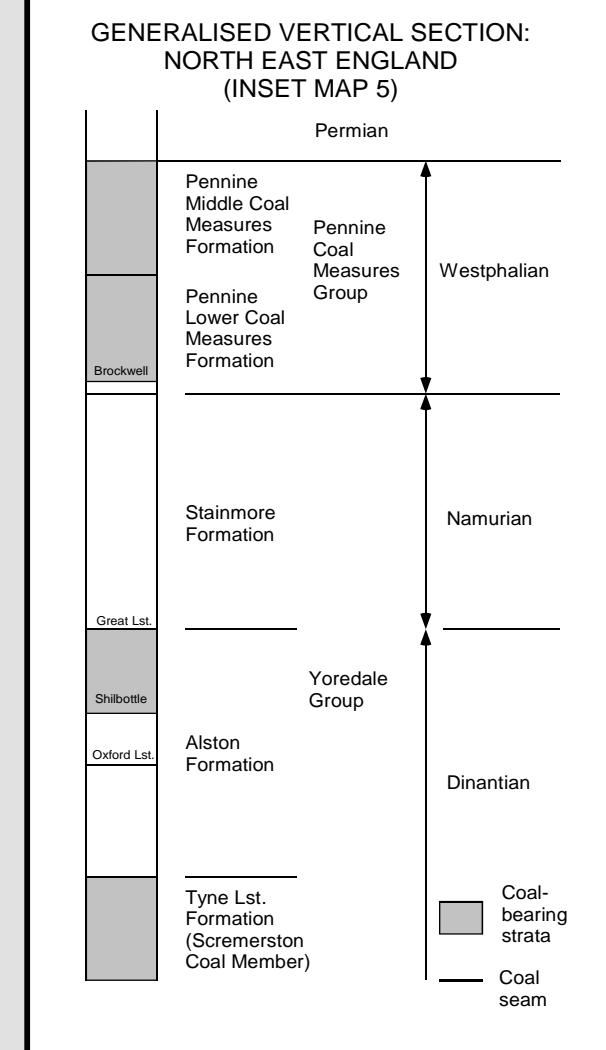 GENERALISED VERTICAL SECTION:
NORTH EAST ENGLAND
(INSET MAP 5)
Permian
Pennine
Middle Coal
Measures
Formation
Pennine
Coal
Measures
Group
Westphalian
Pennine
Lower Coal
Measures
Formation
Brockwell
Stainmore
Formation
Namurian
Great Lst.
Shilbottle
Yoredale
Group
Oxford Lst.
Alston
Formation
Dinantian
Tyne Lst.
Formation
(Scremerston
Coal Member)
Coal-
bearing
strata
Coal
seam